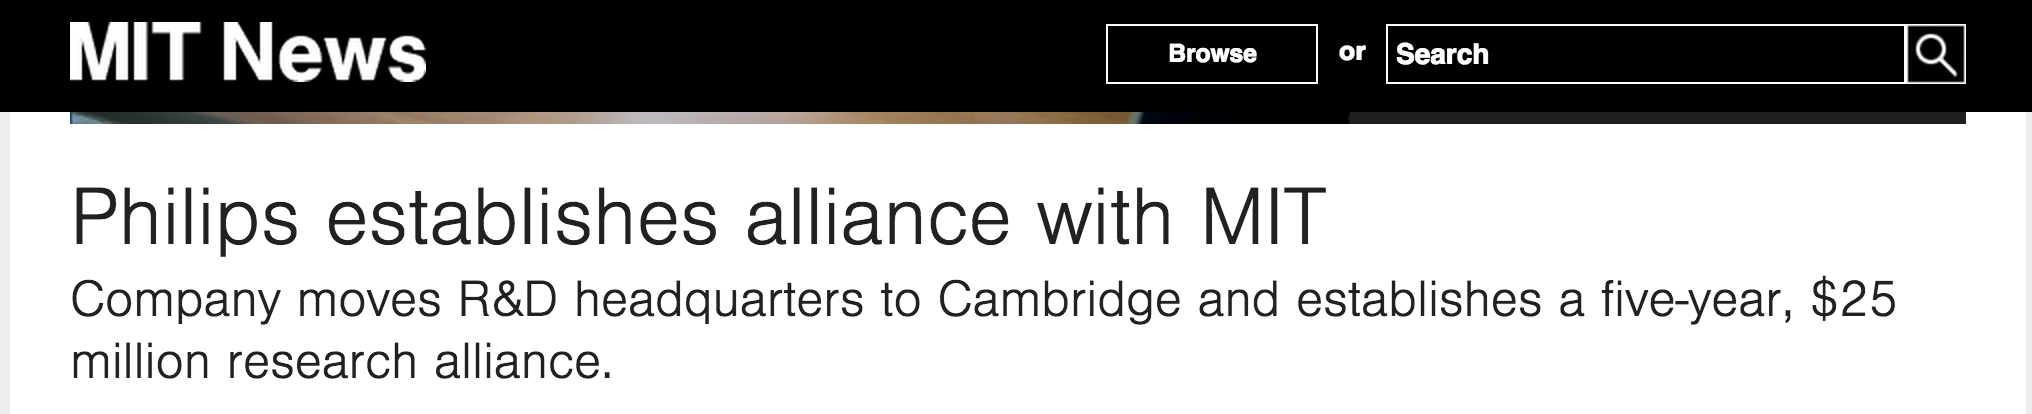 MIT News
Browse or Search
Philips establishes alliance with MIT
Company moves R&D headquarters to Cambridge and establishes a five-year, $25
million research alliance.